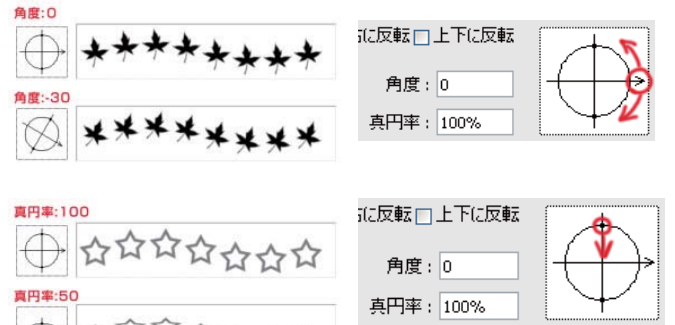 角度:0
に反転 上下に反転
角度: 0
真円率: 100%
角度:-30
真円率:100
に反転 上下に反転
角度: 0
真円率: 100%
真円率:50